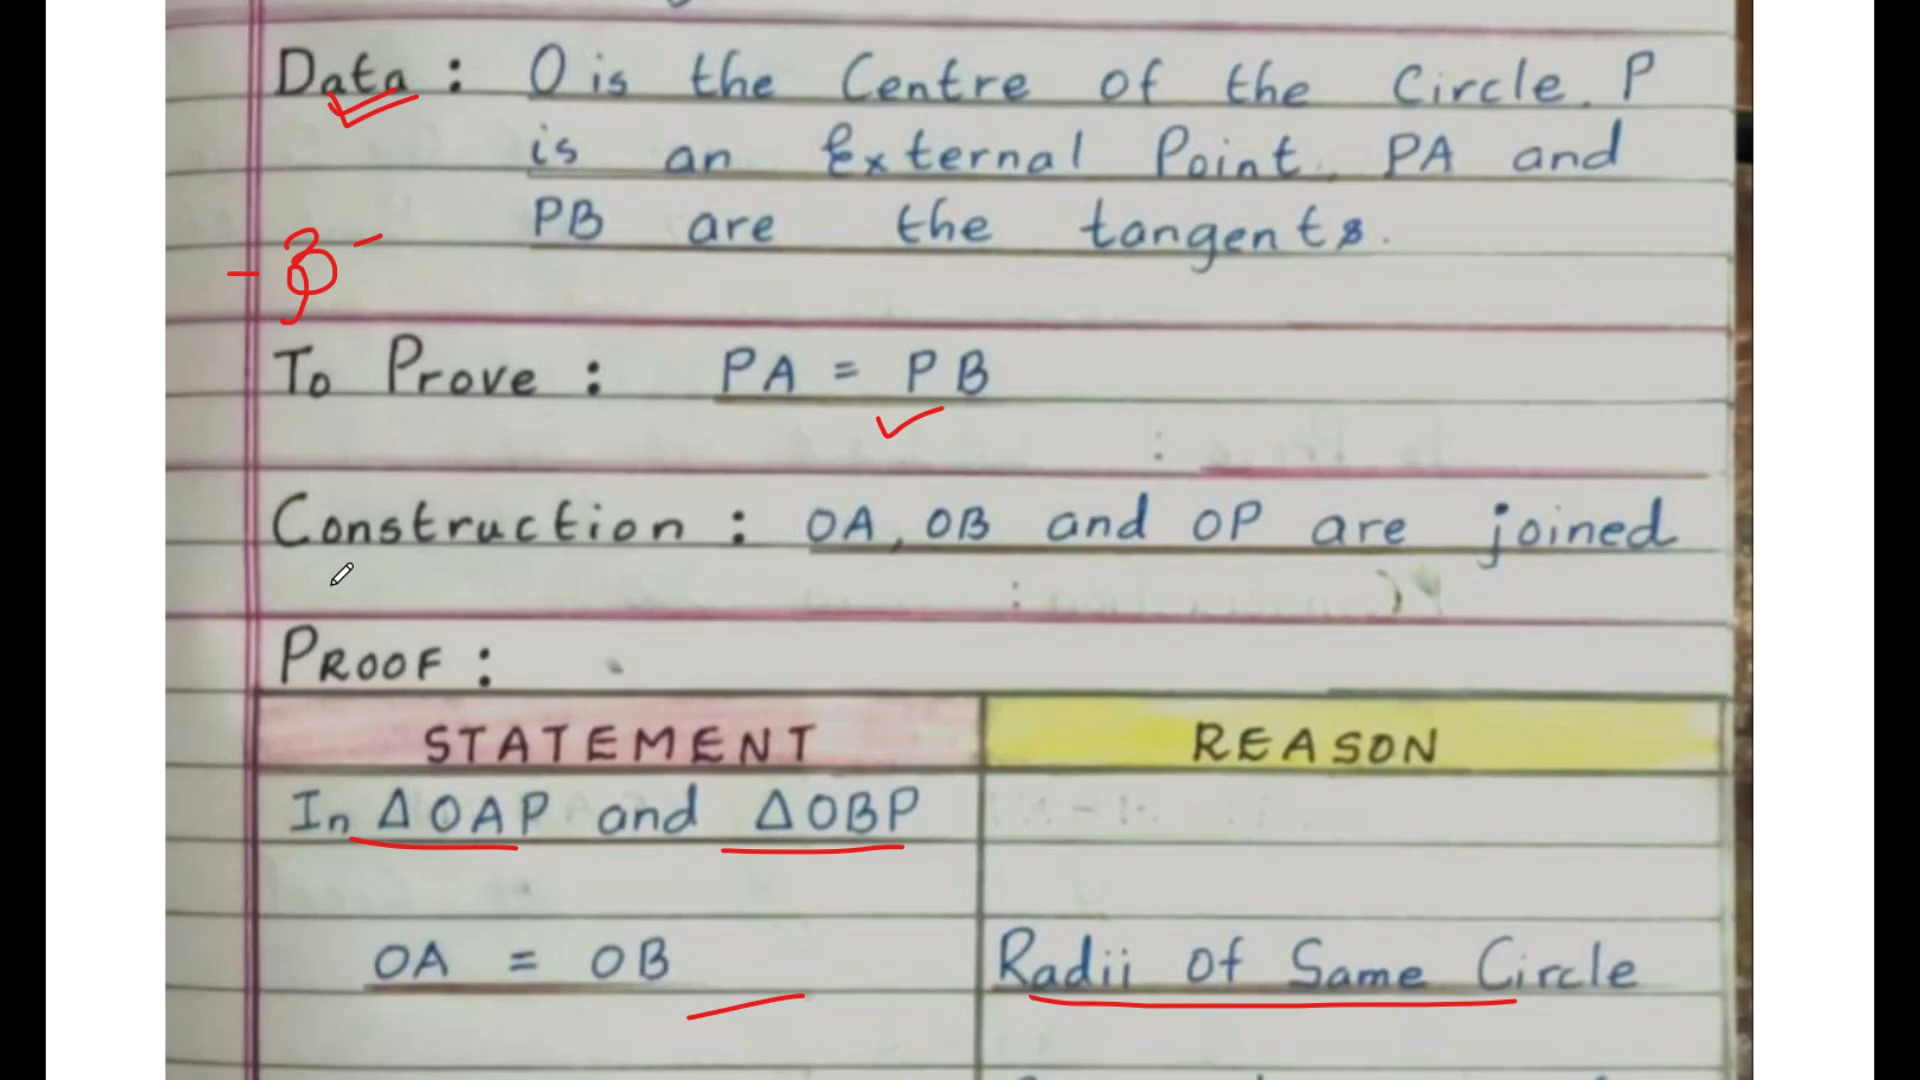 Data : O is the Centre of the Circle. P
is an External Point. PA and
PB are the tangents.
To Prove : PA = PB
Construction : OA, OB and OP are joined
PROOF :
STATEMENT REASON
In ΔOAP and ΔOBP
OA = OB Radii of Same Circle